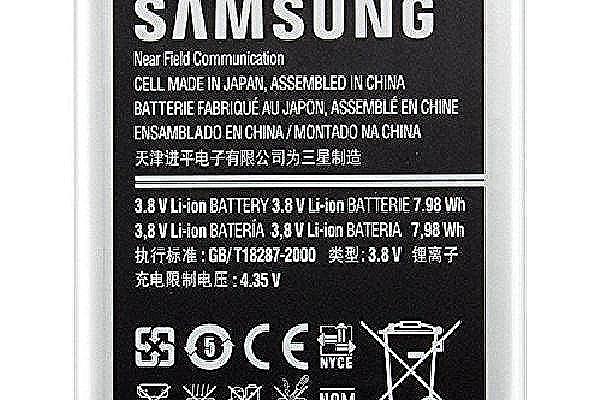 SAMSUNG
Near Field Communication
CELL MADE IN JAPAN, ASSEMBLED IN CHINA
BATTERIE FABRIQUÉ AU JAPON, ASSEMBLÉ EN CHINE
ENSAMBLADO EN CHINA / MONTADO NA CHINA
天津进平电子有限公司为三星制造
3.8 V Li-ion BATTERY 3.8 V Li-ion BATTERIE 7.98 Wh
3,8 V Li-ion BATERÍA 3,8 V Li-ion BATERIA 7,98 Wh
执行标准 : GB/T18287-2000 类型: 3.8 V 锂离子
充电限制电压 : 4.35 V
5 CE NYCE
NOM